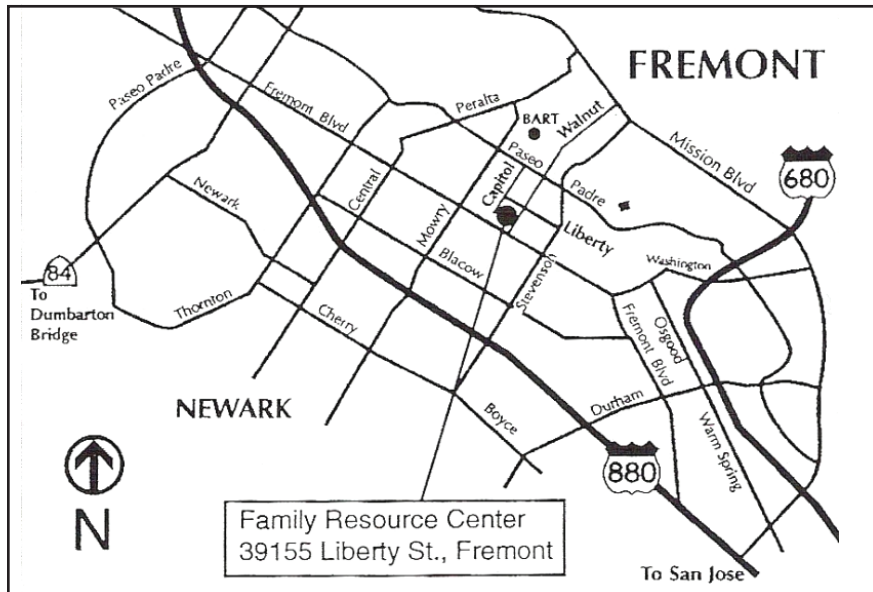 FREMONT
Paseo Padre
Fremont Blvd
Peralta
BART
Walnut
Mission Blvd
680
Paseo
Padre
Capitol
Central
Newark
Mowry
Liberty
Washington
84
To
Dumbarton
Bridge
Blacow
Stevenson
Thornton
Cherry
Fremont Blvd
Osgood
NEWARK
Boyce
Durham
Warm Spring
880
N
Family Resource Center
39155 Liberty St., Fremont
To San Jose